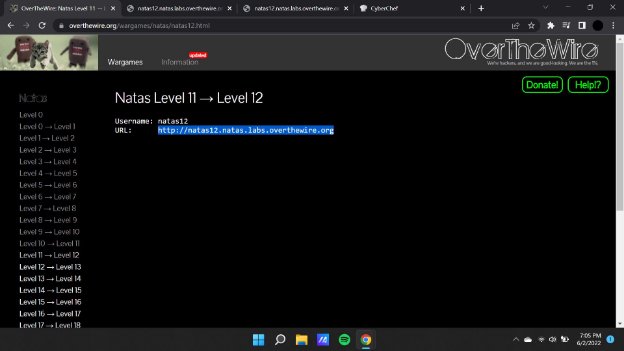 OverTheWire: Natas Level 11 →
natas12.natas.labs.overthewire.or
natas12.natas.labs.overthewire.or
CyberChef
overthewire.org/wargames/natas/natas12.html
Wargames
Information
updated
OverTheWire
We're hackers, and we are good-looking. We are the 1%.
Donate!
Help!?
Natas
Level 0
Level 0 → Level 1
Level 1 → Level 2
Level 2 → Level 3
Level 3 → Level 4
Level 4 → Level 5
Level 5 → Level 6
Level 6 → Level 7
Level 7 → Level 8
Level 8 → Level 9
Level 9 → Level 10
Level 10 → Level 11
Level 11 → Level 12
Level 12 → Level 13
Level 13 → Level 14
Level 14 → Level 15
Level 15 → Level 16
Level 16 → Level 17
Level 17 → Level 18
Natas Level 11 → Level 12
Username: natas12
URL: http://natas12.natas.labs.overthewire.org
7:05 PM
6/2/2022